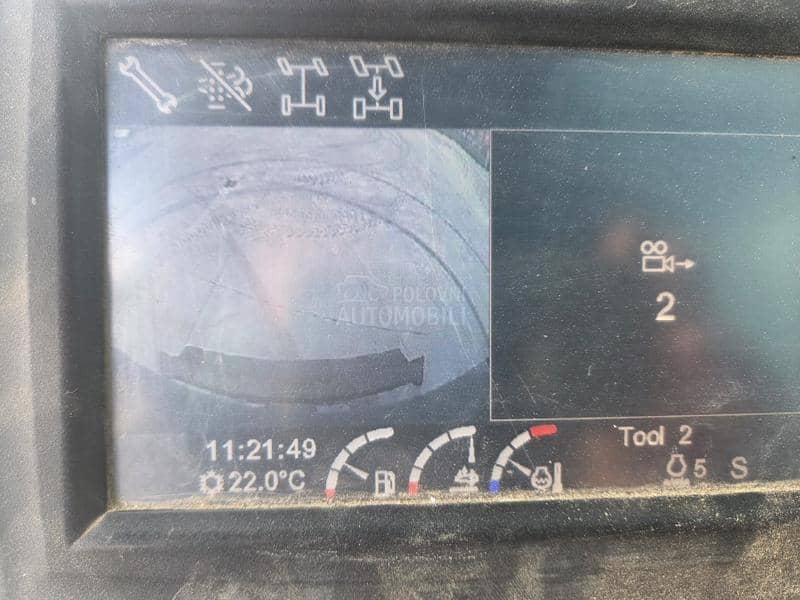 2
POLOVNI
AUTOMOBILI
11:21:49
22.0°C
Tool 2
5 S